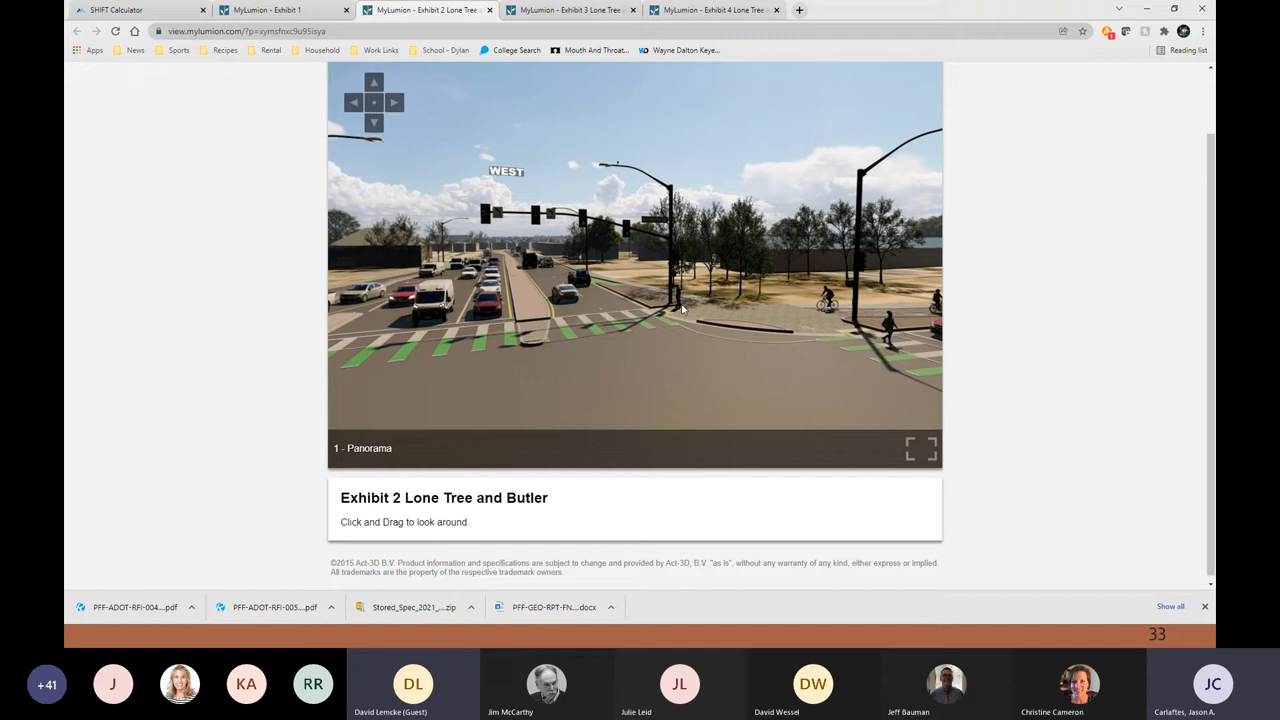 SHIFT Calculator
MyLumion - Exhibit 1
MyLumion - Exhibit 2 Lone Tree a
MyLumion - Exhibit 3 Lone Tree
MyLumion - Exhibit 4 Lone Tree a
view.mylumion.com/?p=xymsfnxc9u95isya
Apps News Sports Recipes Rental Household Work Links School - Dylan College Search Mouth And Throat... Wayne Dalton Keye... Reading list
WEST
1 - Panorama
Exhibit 2 Lone Tree and Butler
Click and Drag to look around.
©2015 Act-3D B.V. Product information and specifications are subject to change and provided by Act-3D, B.V. "as is", without any warranty of any kind, either express or implied.
All trademarks are the property of the respective trademark owners.
PFF-ADOT-RFI-004....pdf PFF-ADOT-RFI-005....pdf Stored_Spec_2021_....zip PFF-GEO-RPT-FN....docx Show all
33
+41 J KA RR DL JL DW JC
David Lemcke (Guest) Jim McCarthy Julie Leid David Wessel Jeff Bauman Christine Cameron Carlaftes, Jason A.